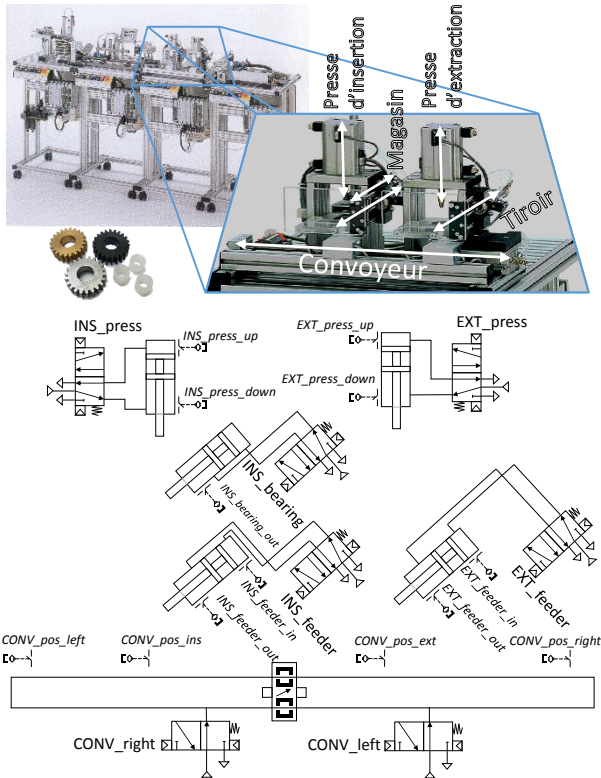 Presse
d'insertion
Magasin
Presse
d'extraction
Tiroir
Convoyeur
INS_press
INS_press_up
EXT_press_up
EXT_press
INS_press_down
EXT_press_down
INS_bearing
INS_bearing_out
INS_feeder
INS_feeder_in
INS_feeder_out
EXT_feeder
EXT_feeder_in
EXT_feeder_out
CONV_pos_left
CONV_pos_ins
CONV_pos_ext
CONV_pos_right
CONV_right
CONV_left